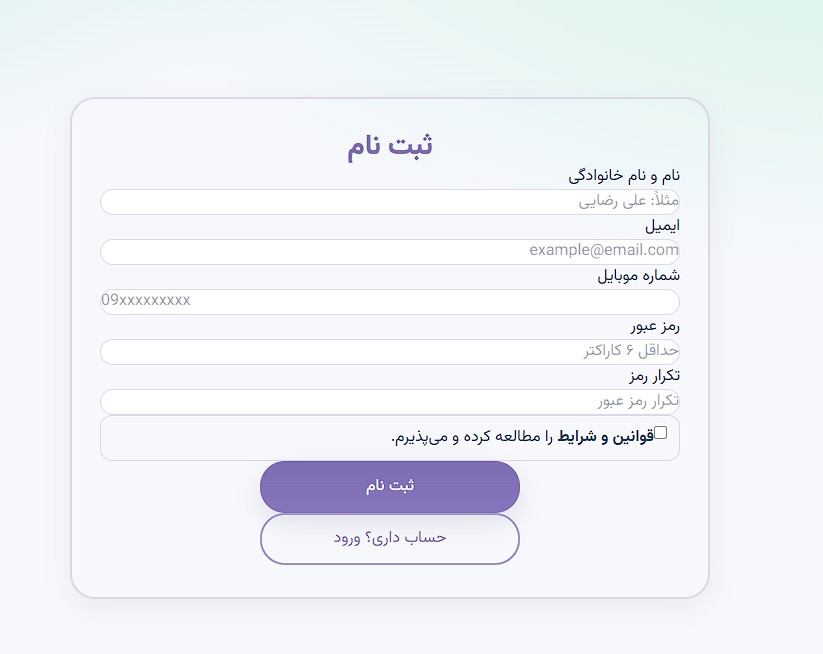 ثبت نام
نام و نام خانوادگی
مثلاً: علی رضایی
ایمیل
example@email.com
شماره موبایل
09xxxxxxxxx
رمز عبور
حداقل ۶ کاراکتر
تکرار رمز
تکرار رمز عبور
قوانین و شرایط را مطالعه کرده و می‌پذیرم.
ثبت نام
حساب داری؟ ورود